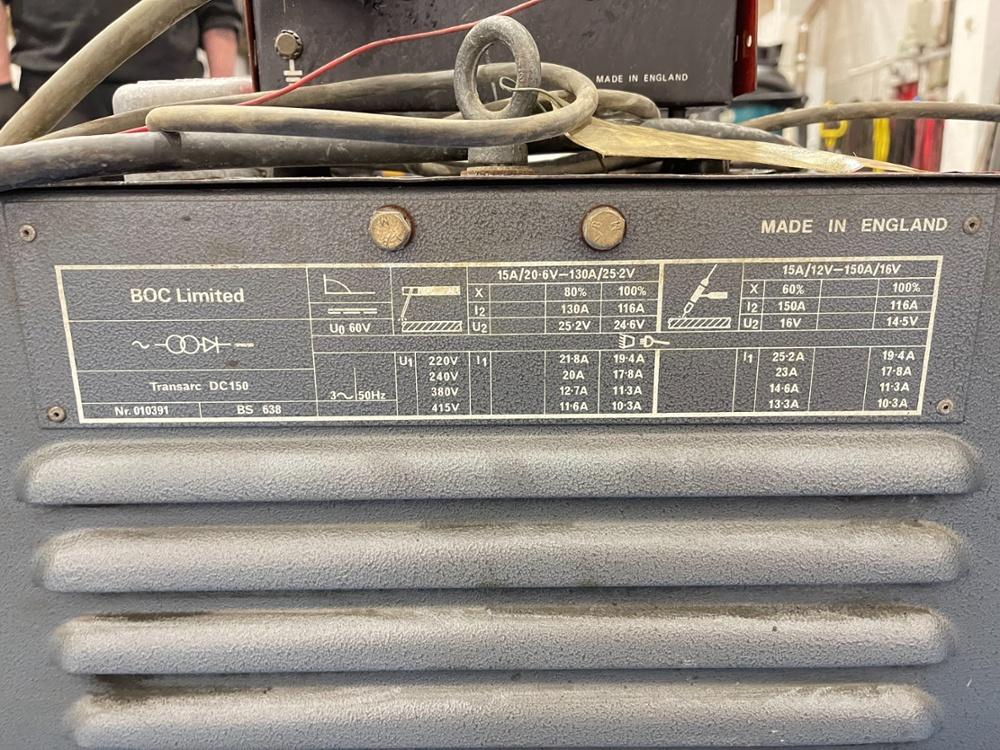 MADE IN ENGLAND
MADE IN ENGLAND
BOC Limited
Transarc DC150
Nr. 010391 BS 638
U0 60V
3~ 50Hz
15A/20·6V—130A/25·2V
X 80% 100%
I2 130A 116A
U2 25·2V 24·6V
15A/12V—150A/16V
X 60% 100%
I2 150A 116A
U2 16V 14·5V
U1 220V I1 21·8A 19·4A I1 25·2A 19·4A
240V 20A 17·8A 23A 17·8A
380V 12·7A 11·3A 14·6A 11·3A
415V 11·6A 10·3A 13·3A 10·3A